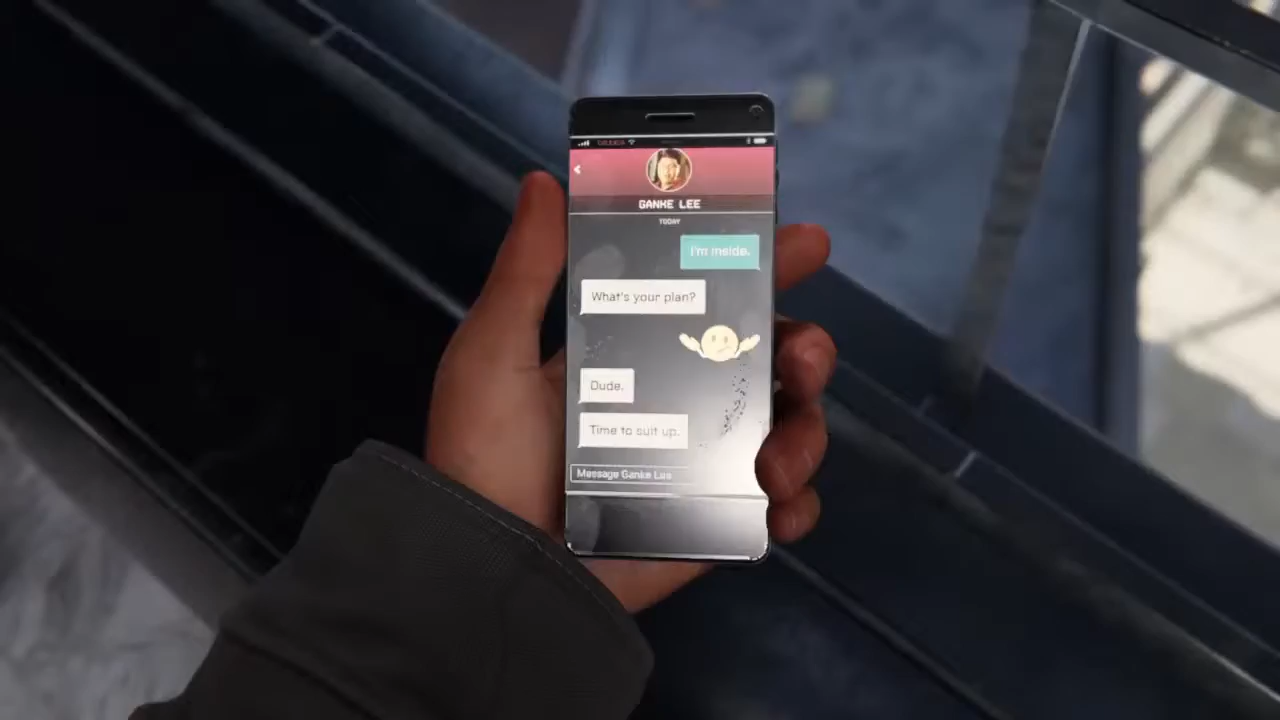 GANKE LEE
TODAY
I'm inside.
What's your plan?
Dude.
Time to suit up.
Message Ganke Lee